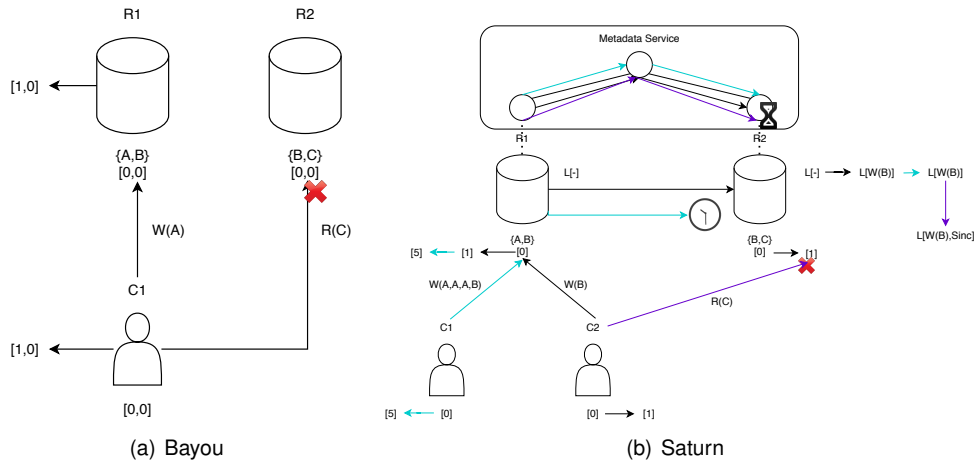 R1
R2
[1,0]
{A,B}
[0,0]
{B,C}
[0,0]
W(A)
R(C)
C1
[1,0]
[0,0]
(a) Bayou
Metadata Service
R1
R2
L[-]
L[-]
L[W(B)]
L[W(B)]
L[W(B),Sinc]
{A,B}
[5]
[1]
[0]
{B,C}
[0]
[1]
W(A,A,A,B)
W(B)
R(C)
C1
C2
[5]
[0]
[0]
[1]
(b) Saturn